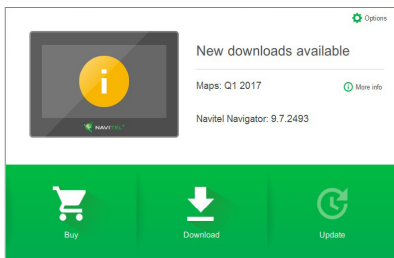 Options
New downloads available
Maps: Q1 2017
More info
Navitel Navigator: 9.7.2493
NAVITEL
Buy
Download
Update